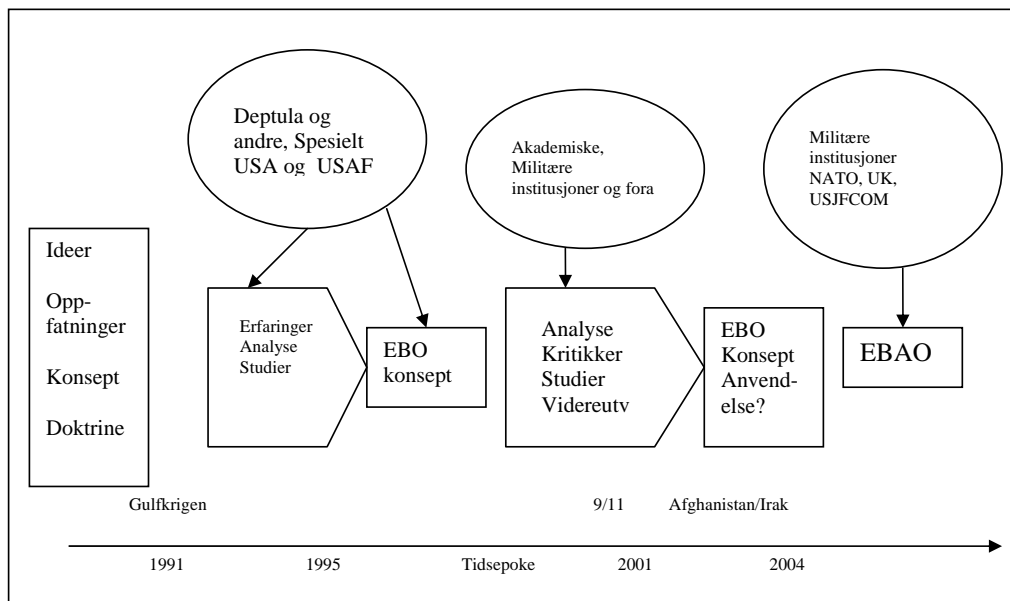 Ideer
Opp-
fatninger
Konsept
Doktrine
Deptula og
andre, Spesielt
USA og USAF
Erfaringer
Analyse
Studier
EBO
konsept
Akademiske,
Militære
institusjoner og fora
Analyse
Kritikker
Studier
Videreutv
EBO
Konsept
Anvend-
else?
Militære
institusjoner
NATO, UK,
USJFCOM
EBAO
Gulfkrigen
9/11
Afghanistan/Irak
1991
1995
Tidsepoke
2001
2004